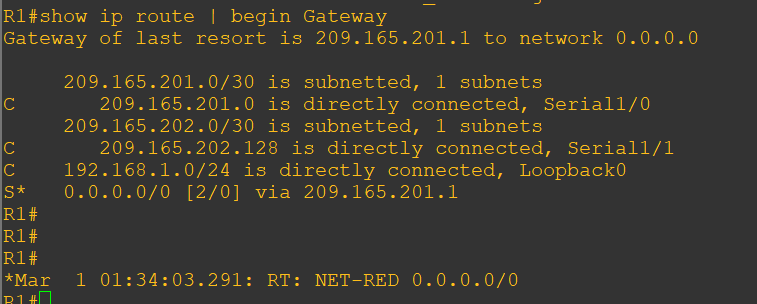 R1#show ip route | begin Gateway
Gateway of last resort is 209.165.201.1 to network 0.0.0.0
209.165.201.0/30 is subnetted, 1 subnets
C 209.165.201.0 is directly connected, Serial1/0
209.165.202.0/30 is subnetted, 1 subnets
C 209.165.202.128 is directly connected, Serial1/1
C 192.168.1.0/24 is directly connected, Loopback0
S* 0.0.0.0/0 [2/0] via 209.165.201.1
R1#
R1#
R1#
*Mar 1 01:34:03.291: RT: NET-RED 0.0.0.0/0
R1#